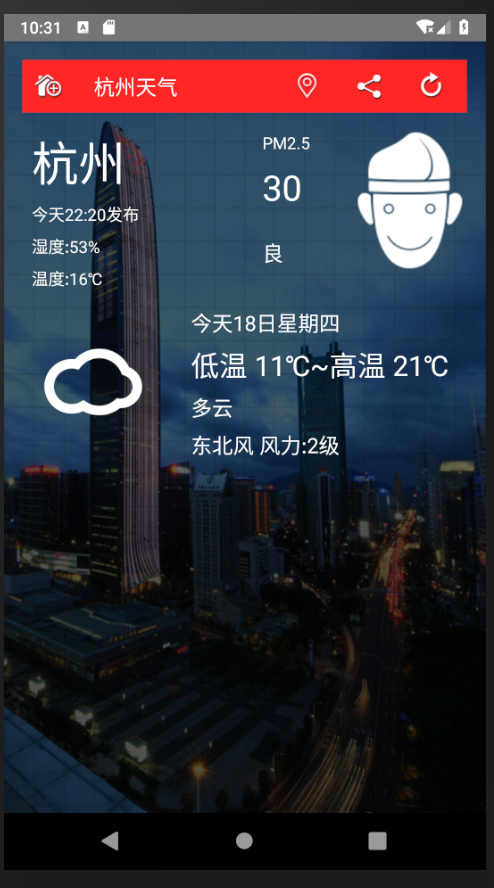 10:31
杭州天气
杭州
今天22:20发布
湿度:53%
温度:16℃
PM2.5
30
良
今天18日星期四
低温 11℃~高温 21℃
多云
东北风 风力:2级